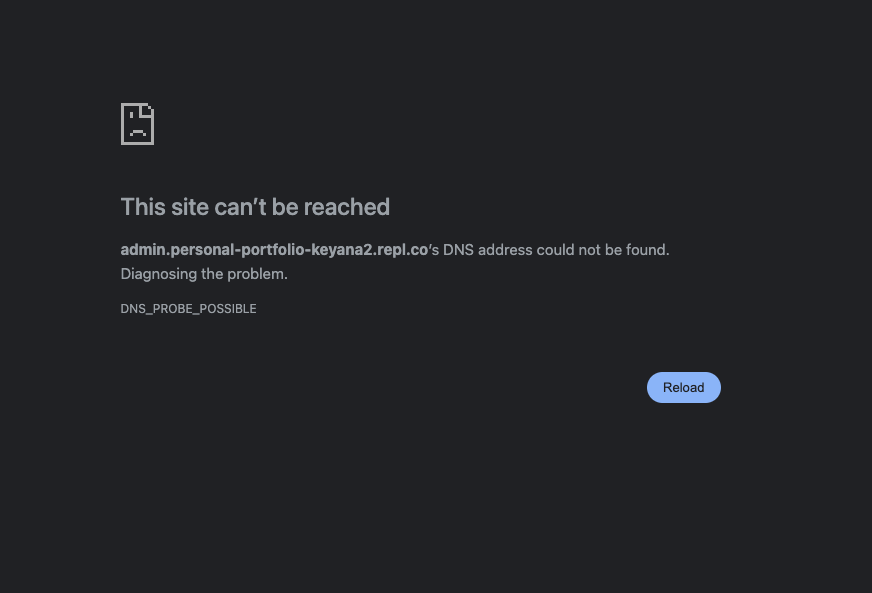 This site can’t be reached
admin.personal-portfolio-keyana2.repl.co’s DNS address could not be found.
Diagnosing the problem.
DNS_PROBE_POSSIBLE
Reload